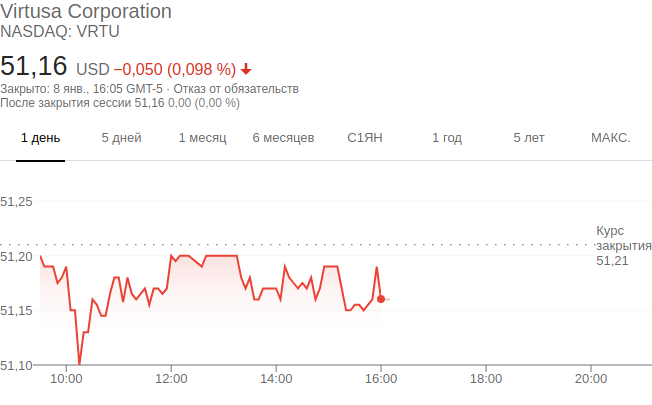 Virtusa Corporation
NASDAQ: VRTU
51,16 USD −0,050 (0,098 %)
Закрыто: 8 янв., 16:05 GMT-5 · Отказ от обязательств
После закрытия сессии 51,16 0,00 (0,00 %)
1 день 5 дней 1 месяц 6 месяцев С1ЯН 1 год 5 лет МАКС.
51,25
Курс
закрытия
51,21
51,20
51,15
51,10
10:00 12:00 14:00 16:00 18:00 20:00